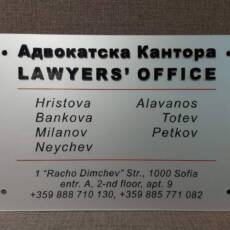 Адвокатска Кантора
LAWYERS' OFFICE
Hristova Alavanos
Bankova Totev
Milanov Petkov
Neychev
1 "Racho Dimchev" Str., 1000 Sofia
entr. A, 2-nd floor, apt. 9
+359 888 710 130, +359 885 771 082